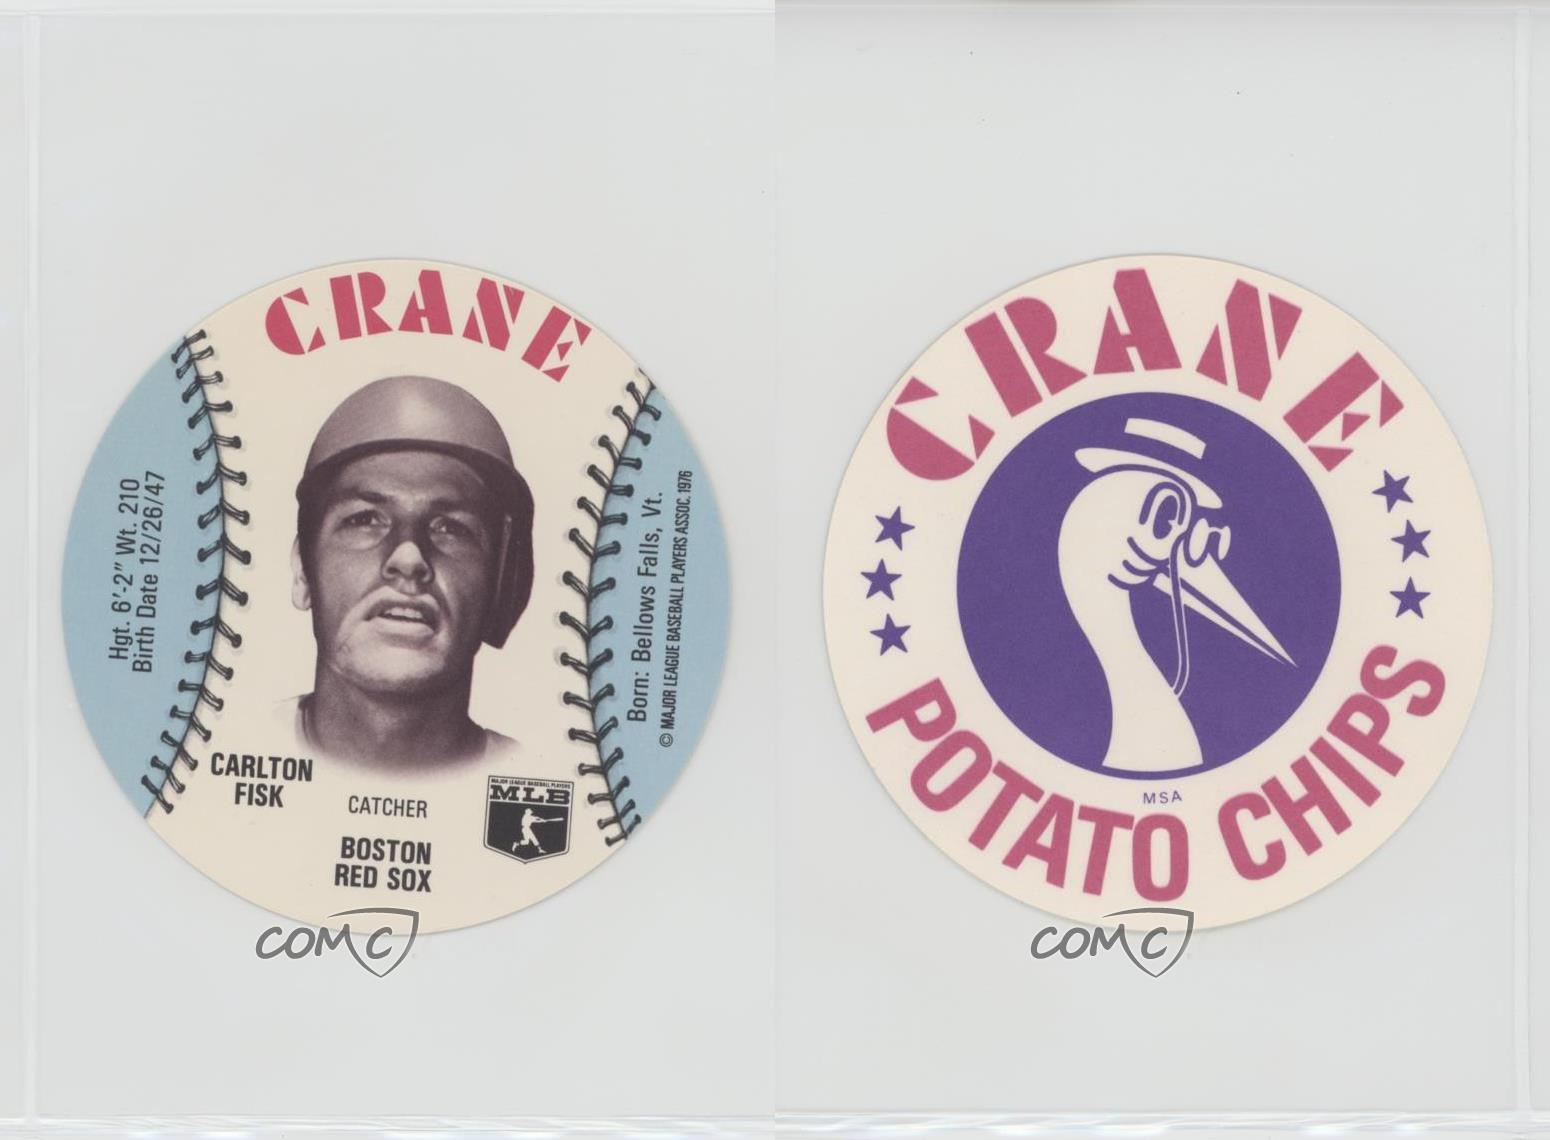 CRANE
Hgt. 6'-2" Wt. 210
Birth Date 12/26/47
Born: Bellows Falls, Vt.
© MAJOR LEAGUE BASEBALL PLAYERS ASSOC. 1976
CARLTON
FISK
CATCHER
BOSTON
RED SOX
MAJOR LEAGUE BASEBALL PLAYERS
MLB
COMC
CRANE
MSA
POTATO CHIPS
COMC